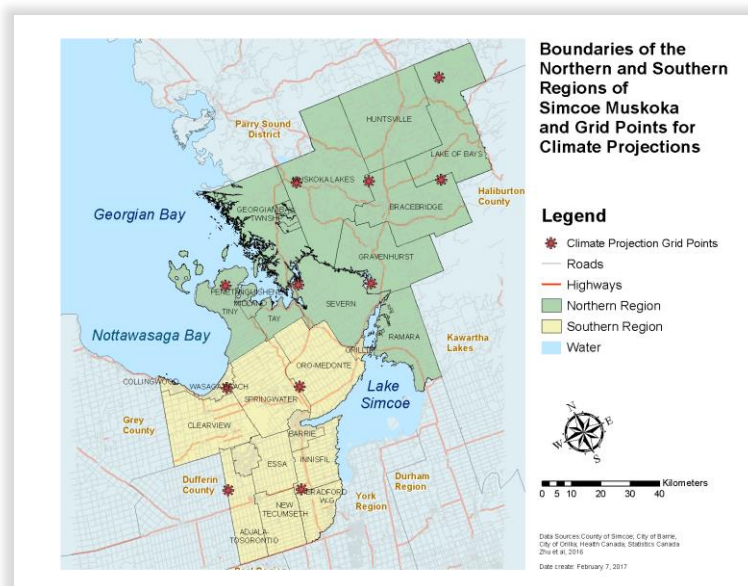 Boundaries of the
Northern and Southern
Regions of
Simcoe Muskoka
and Grid Points for
Climate Projections
Legend
Climate Projection Grid Points
Roads
Highways
Northern Region
Southern Region
Water
N
W E
S
Kilometers
0 5 10 20 30 40
Data Sources:County of Simcoe; City of Barrie,
City of Orillia; Health Canada, Statistics Canada
Zhu et al, 2016
Date create: February 7, 2017
HUNTSVILLE
Parry Sound
District
LAKE OF BAYS
MUSKOKA LAKES
Haliburton
County
Georgian Bay
GEORGIAN BAY
TWNSHP
BRACEBRIDGE
GRAVENHURST
PENETANGUISHENE
MIDLAND
TINY
TAY
SEVERN
Nottawasaga Bay
RAMARA
Kawartha
Lakes
ORILLIA
ORO-MEDONTE
COLLINGWOOD
WASAGA BEACH
SPRINGWATER
Lake
Simcoe
Grey
County
CLEARVIEW
BARRIE
ESSA
INNISFIL
Durham
Region
Dufferin
County
BRADFORD
W.G.
York
Region
NEW
TECUMSETH
ADJALA-
TOSORONTIO